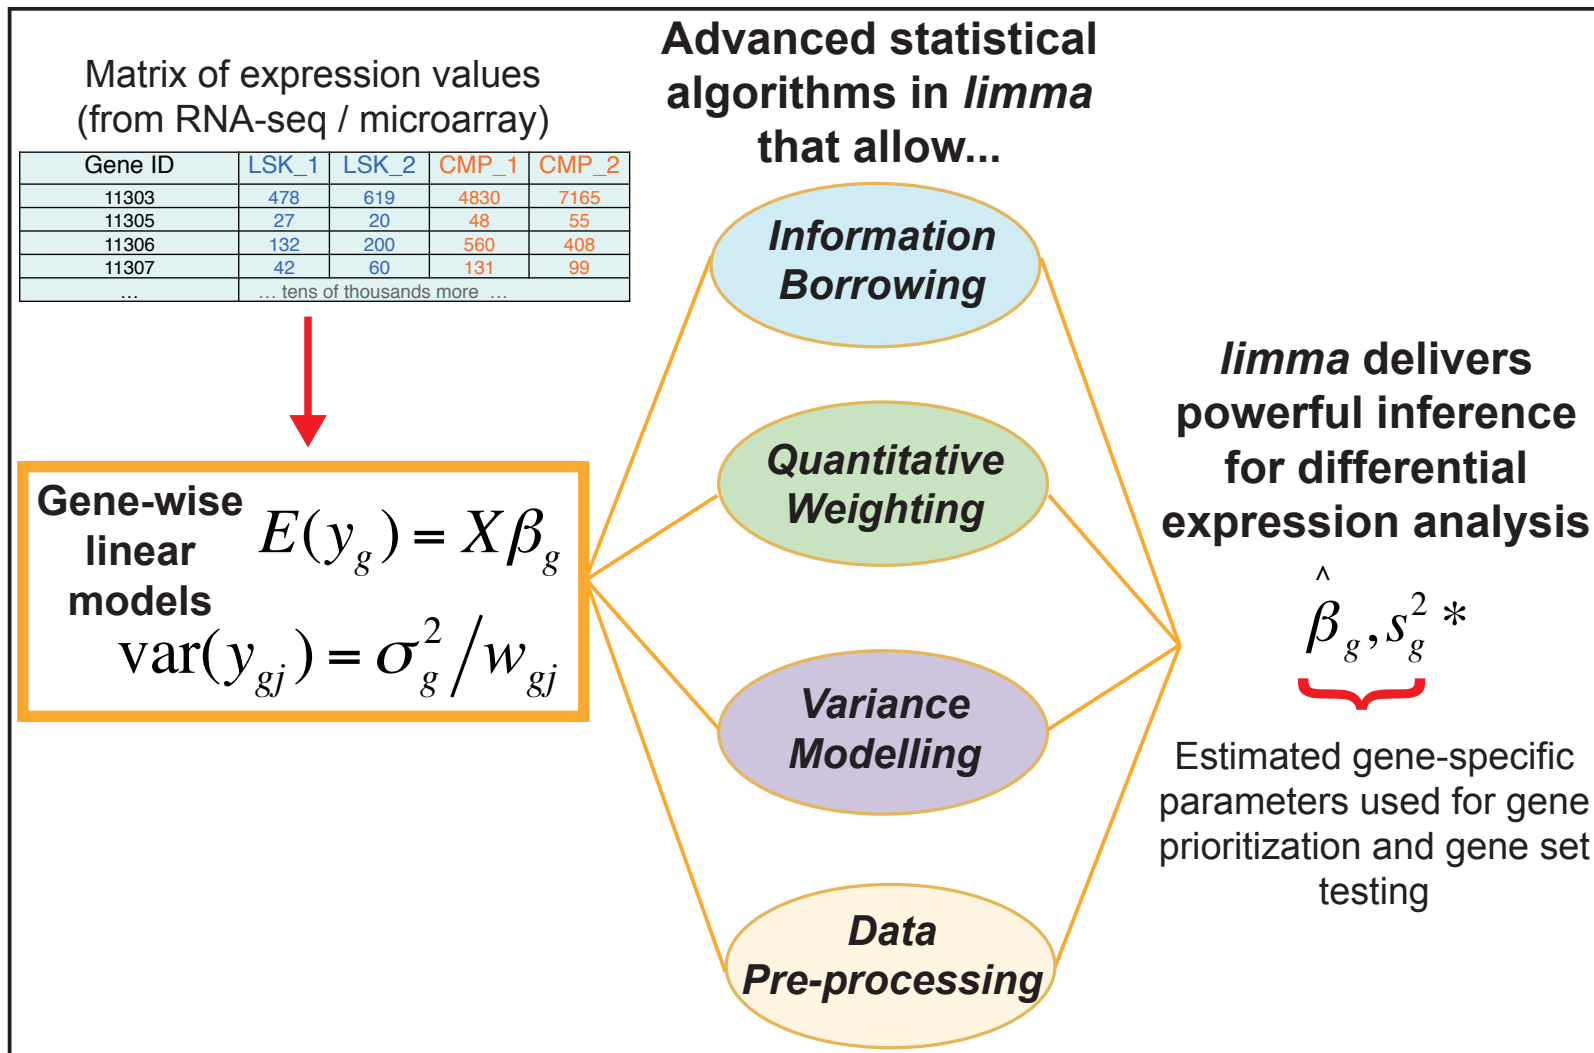 Matrix of expression values
(from RNA-seq / microarray)
Gene ID LSK_1 LSK_2 CMP_1 CMP_2
11303 478 619 4830 7165
11305 27 20 48 55
11306 132 200 560 408
11307 42 60 131 99
... ... tens of thousands more ...
Gene-wise
linear
models
E(y_g) = Xβ_g
var(y_gj) = σ_g^2 / w_gj
Advanced statistical
algorithms in limma
that allow...
Information
Borrowing
Quantitative
Weighting
Variance
Modelling
Data
Pre-processing
limma delivers
powerful inference
for differential
expression analysis
β̂_g, s_g^2 *
Estimated gene-specific
parameters used for gene
prioritization and gene set
testing